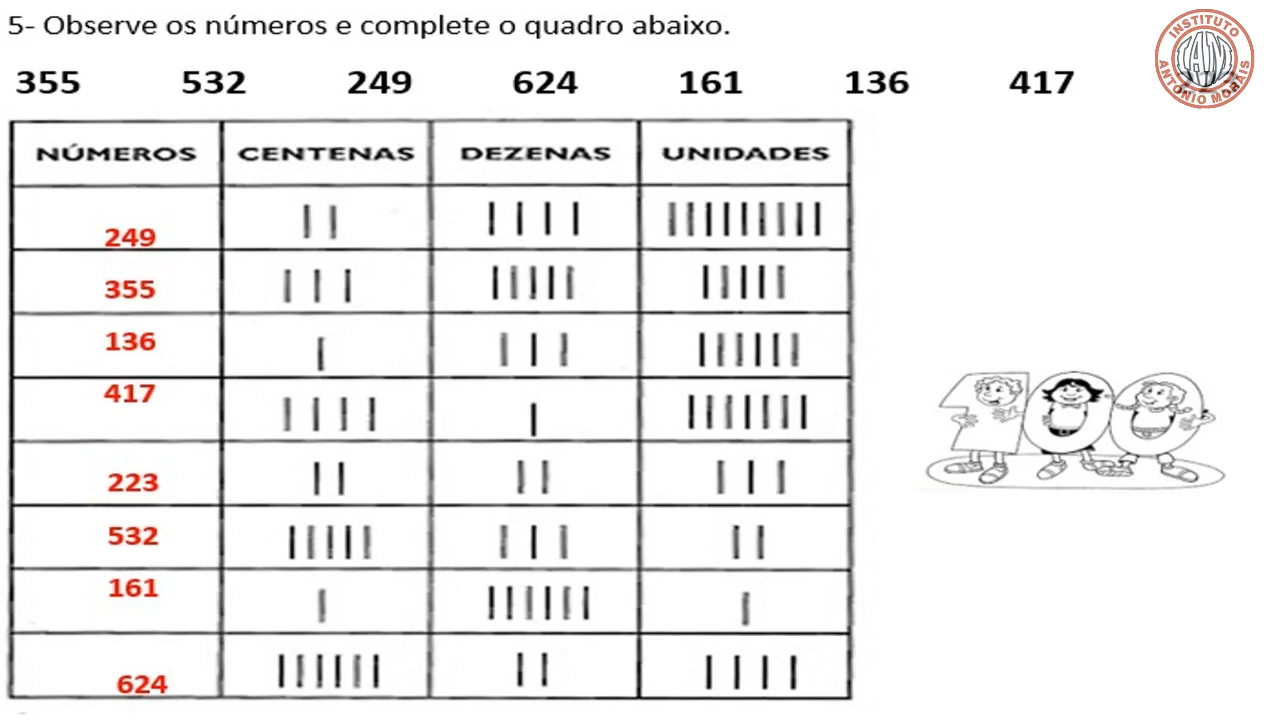 5- Observe os números e complete o quadro abaixo.
355 532 249 624 161 136 417
INSTITUTO
IAM
ANTÔNIO MORAIS
NÚMEROS CENTENAS DEZENAS UNIDADES
249
355
136
417
223
532
161
624